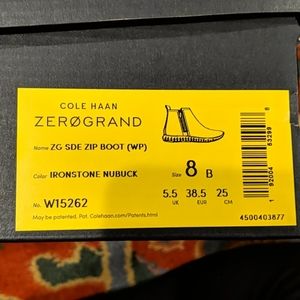 COLE HAAN
ZERØGRAND
Name: ZG SDE ZIP BOOT (WP)
Color: IRONSTONE NUBUCK
Size 8 B
5.5 38.5 25
UK EUR CM
No. W15262
May be patented. Pat. Colehaan.com/Patents.html
4500403877